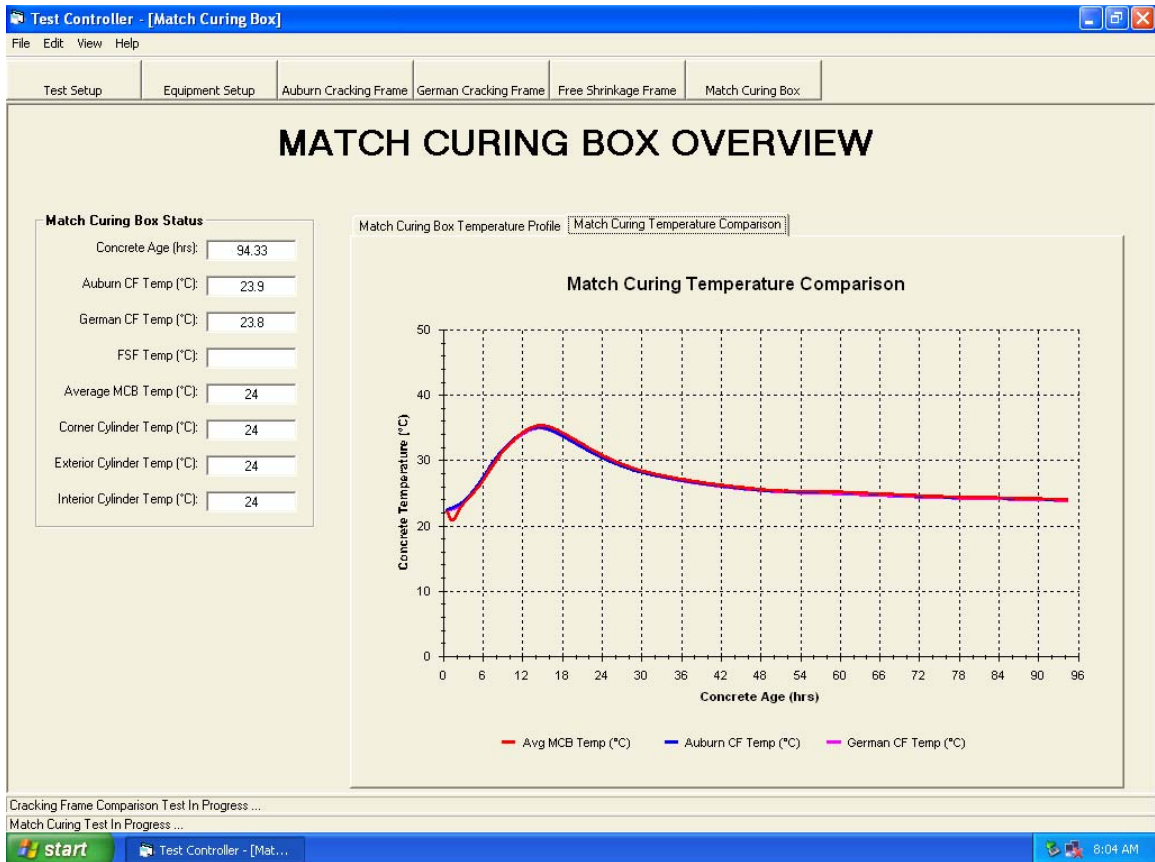 Test Controller - [Match Curing Box]
File Edit View Help
Test Setup Equipment Setup Auburn Cracking Frame German Cracking Frame Free Shrinkage Frame Match Curing Box
MATCH CURING BOX OVERVIEW
Match Curing Box Status
Concrete Age (hrs): 94.33
Auburn CF Temp (°C): 23.9
German CF Temp (°C): 23.8
FSF Temp (°C):
Average MCB Temp (°C): 24
Corner Cylinder Temp (°C): 24
Exterior Cylinder Temp (°C): 24
Interior Cylinder Temp (°C): 24
Match Curing Box Temperature Profile Match Curing Temperature Comparison
Match Curing Temperature Comparison
Concrete Temperature (°C)
50
40
30
20
10
0
0 6 12 18 24 30 36 42 48 54 60 66 72 78 84 90 96
Concrete Age (hrs)
Avg MCB Temp (°C) Auburn CF Temp (°C) German CF Temp (°C)
Cracking Frame Comparison Test In Progress ...
Match Curing Test In Progress ...
start Test Controller - [Mat... 8:04 AM